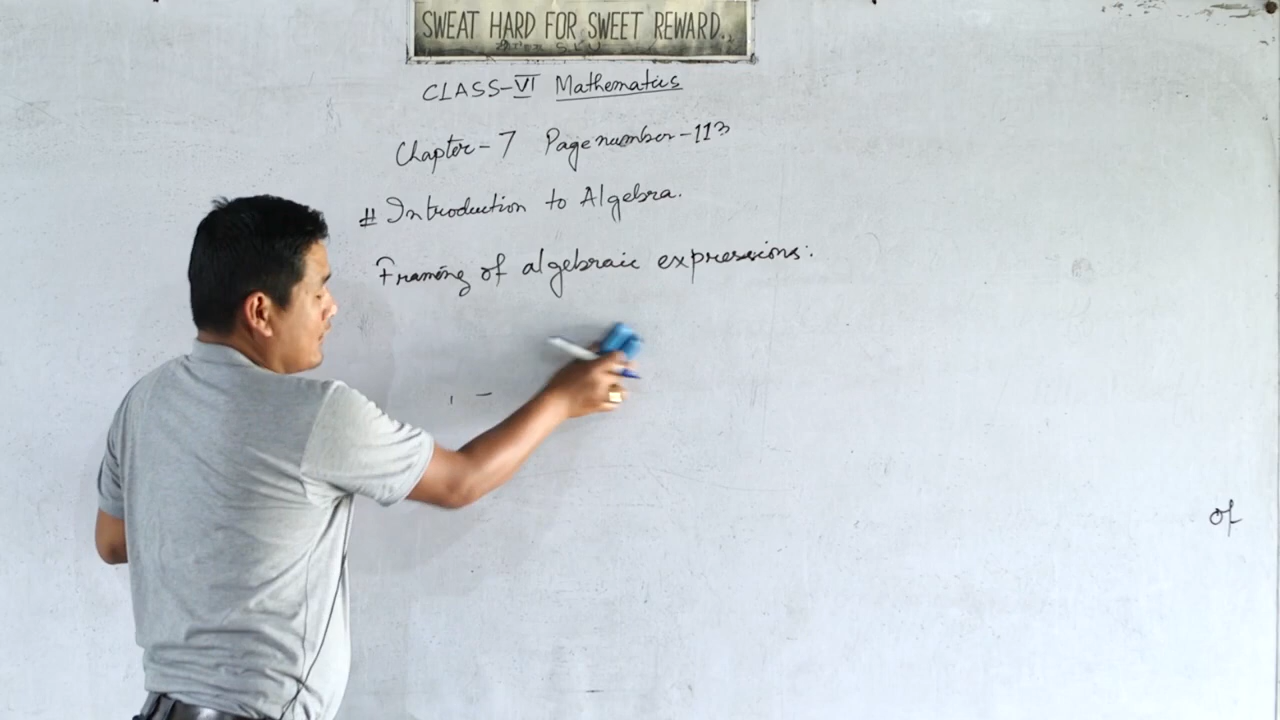 SWEAT HARD FOR SWEET REWARD.
CLASS-VI Mathematics
Chapter-7 Page number-113
# Introduction to Algebra.
Framing of algebraic expressions:
of